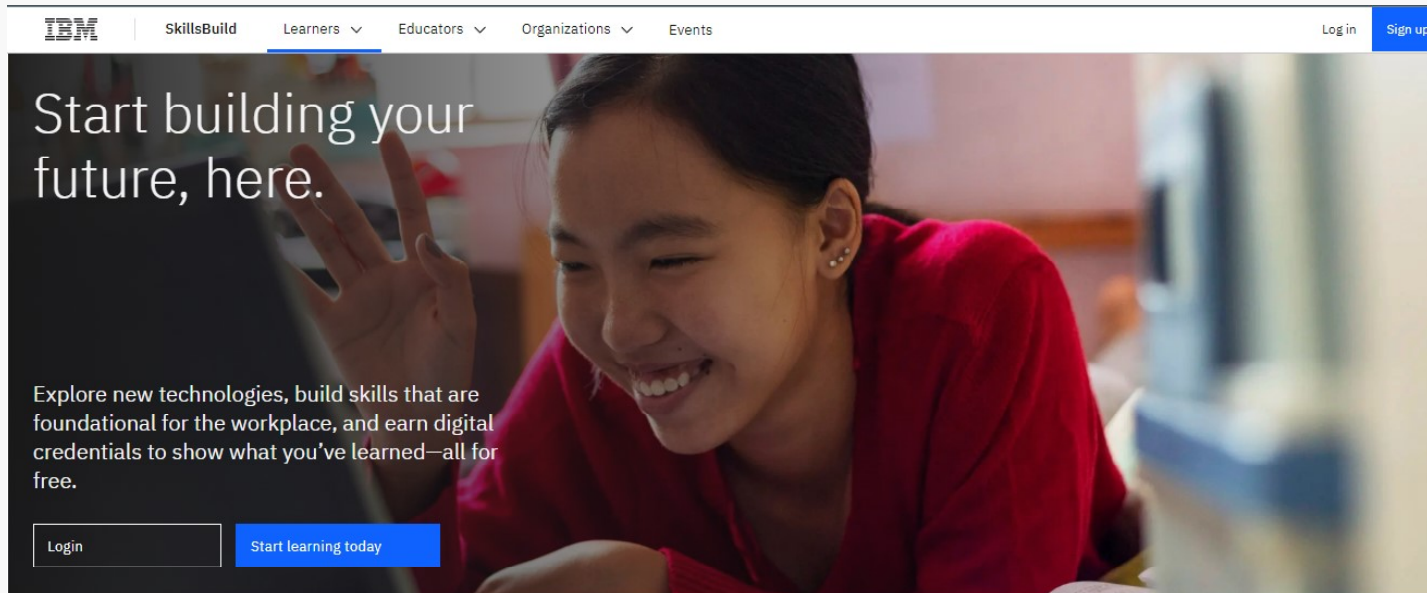 IBM SkillsBuild Learners Educators Organizations Events Log in Sign up
Start building your
future, here.
Explore new technologies, build skills that are
foundational for the workplace, and earn digital
credentials to show what you’ve learned—all for
free.
Login Start learning today